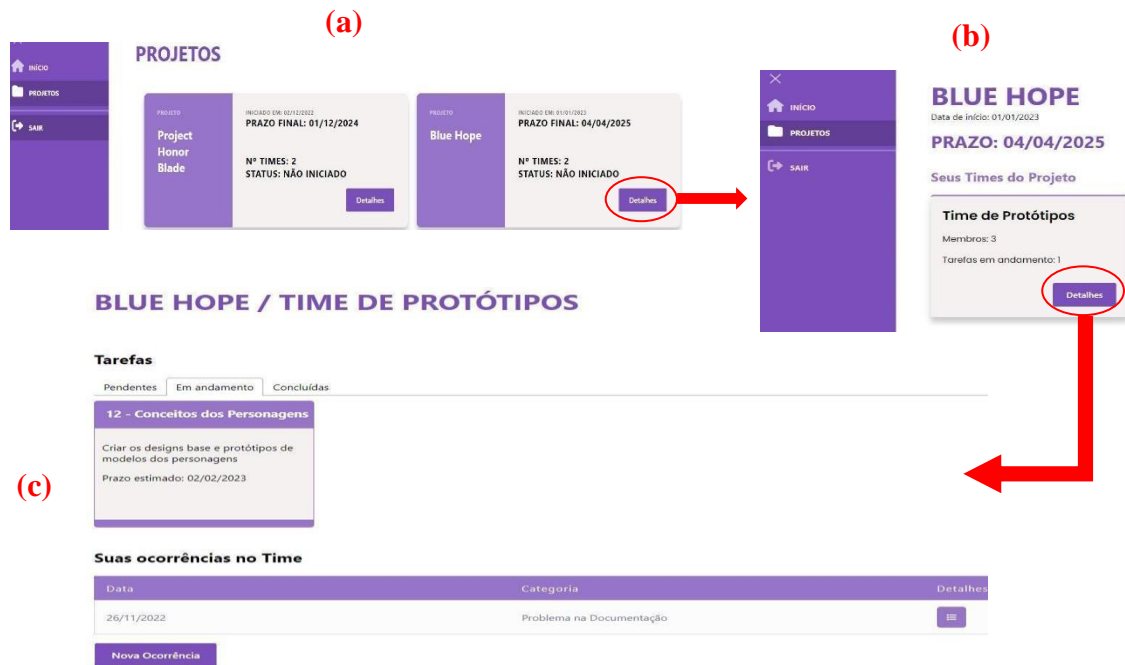 (a)
INÍCIO
PROJETOS
SAIR
PROJETOS
PROJETO
Project
Honor
Blade
INICIADO EM: 02/12/2022
PRAZO FINAL: 01/12/2024
Nº TIMES: 2
STATUS: NÃO INICIADO
Detalhes
PROJETO
Blue Hope
INICIADO EM: 01/01/2023
PRAZO FINAL: 04/04/2025
Nº TIMES: 2
STATUS: NÃO INICIADO
Detalhes
(b)
INÍCIO
PROJETOS
SAIR
BLUE HOPE
Data de início: 01/01/2023
PRAZO: 04/04/2025
Seus Times do Projeto
Time de Protótipos
Membros: 3
Tarefas em andamento: 1
Detalhes
(c)
BLUE HOPE / TIME DE PROTÓTIPOS
Tarefas
Pendentes Em andamento Concluídas
12 - Conceitos dos Personagens
Criar os designs base e protótipos de
modelos dos personagens
Prazo estimado: 02/02/2023
Suas ocorrências no Time
Data Categoria Detalhes
26/11/2022 Problema na Documentação
Nova Ocorrência